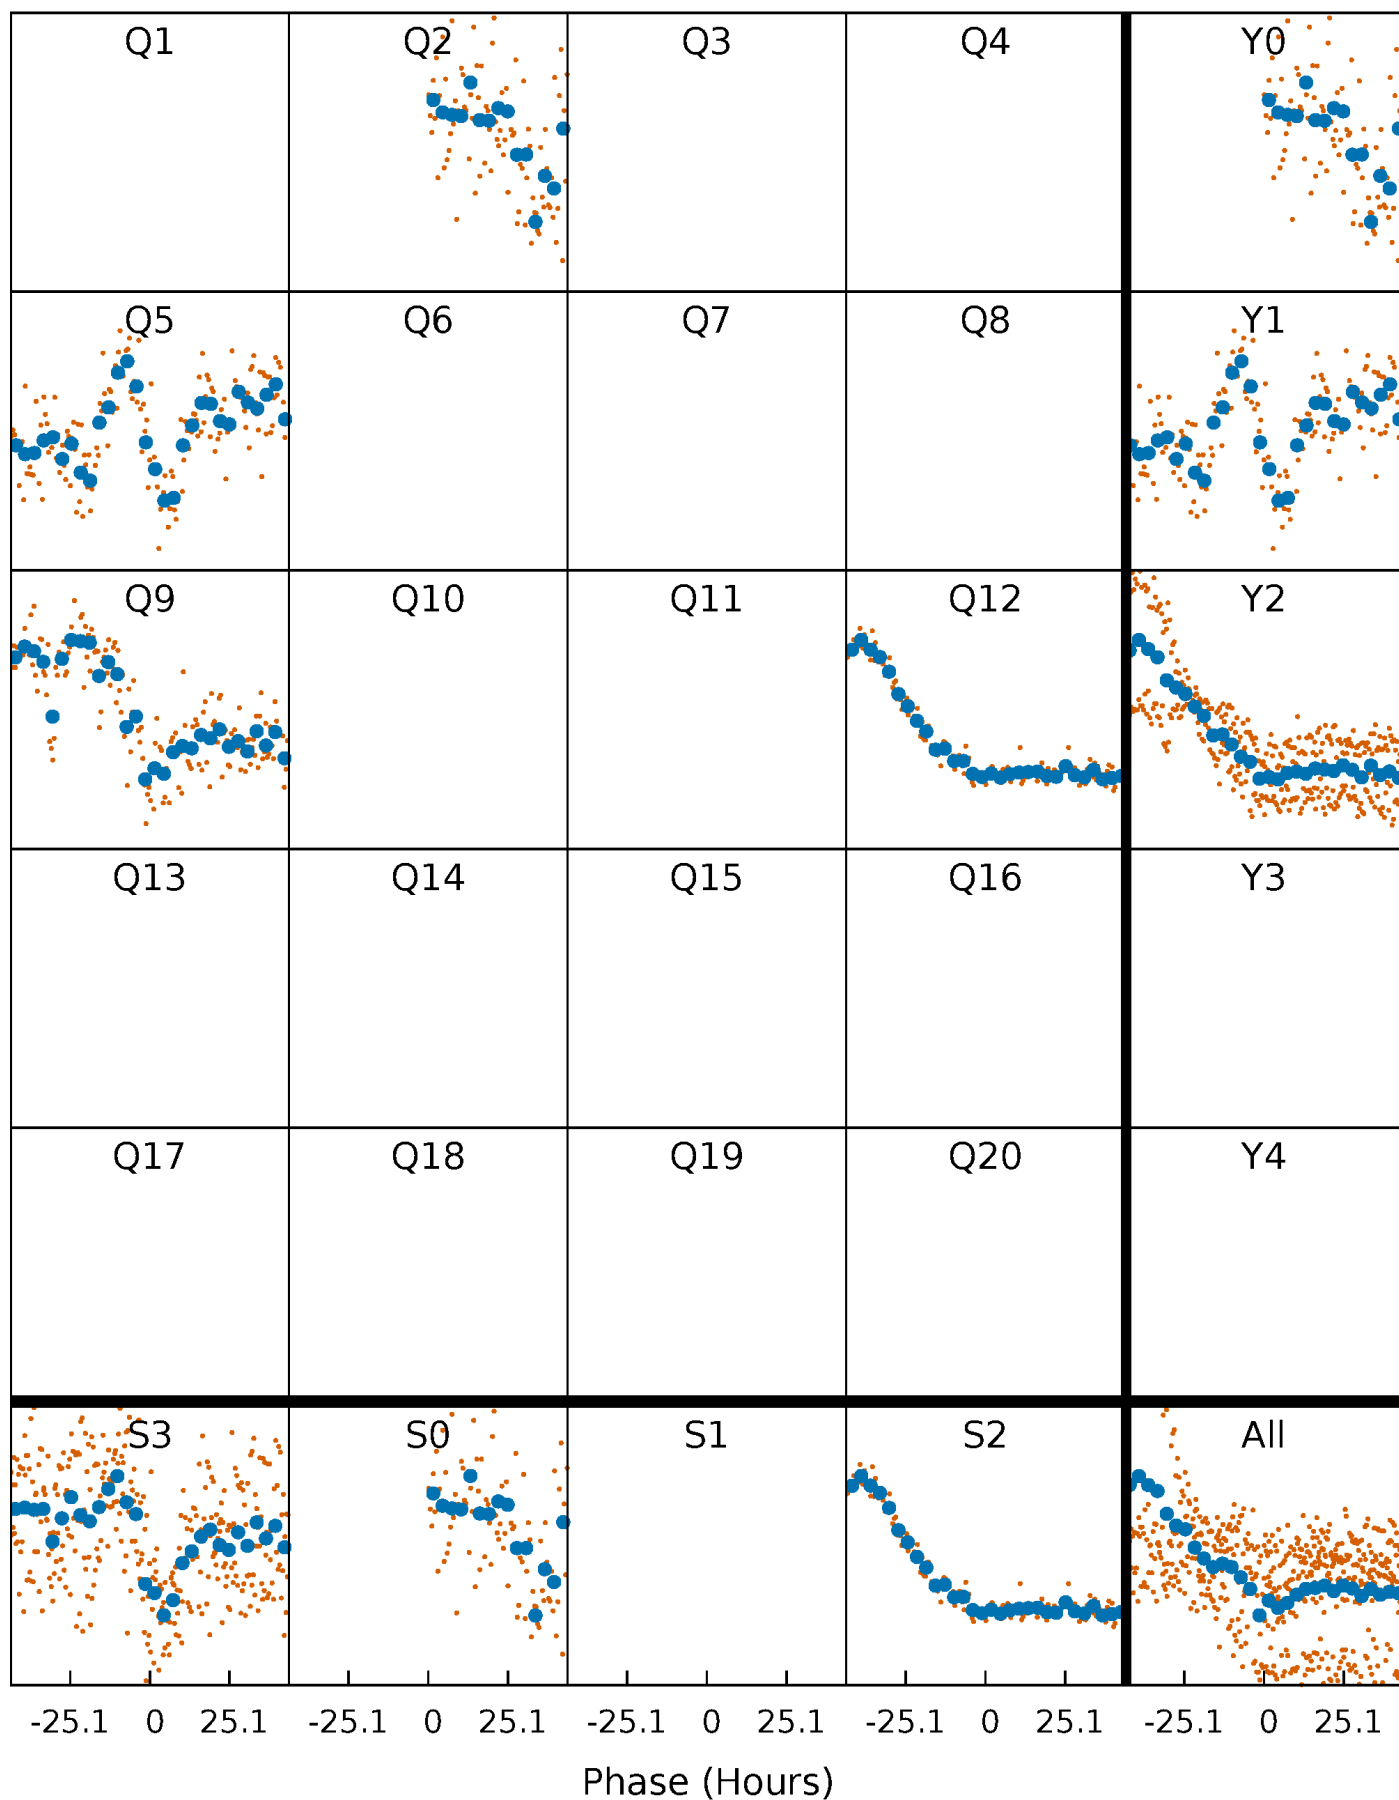 Q1 Q2 Q3 Q4 Y0
Q5 Q6 Q7 Q8 Y1
Q9 Q10 Q11 Q12 Y2
Q13 Q14 Q15 Q16 Y3
Q17 Q18 Q19 Q20 Y4
S3 S0 S1 S2 All
-25.1 0 25.1 -25.1 0 25.1 -25.1 0 25.1 -25.1 0 25.1 -25.1 0 25.1
Phase (Hours)